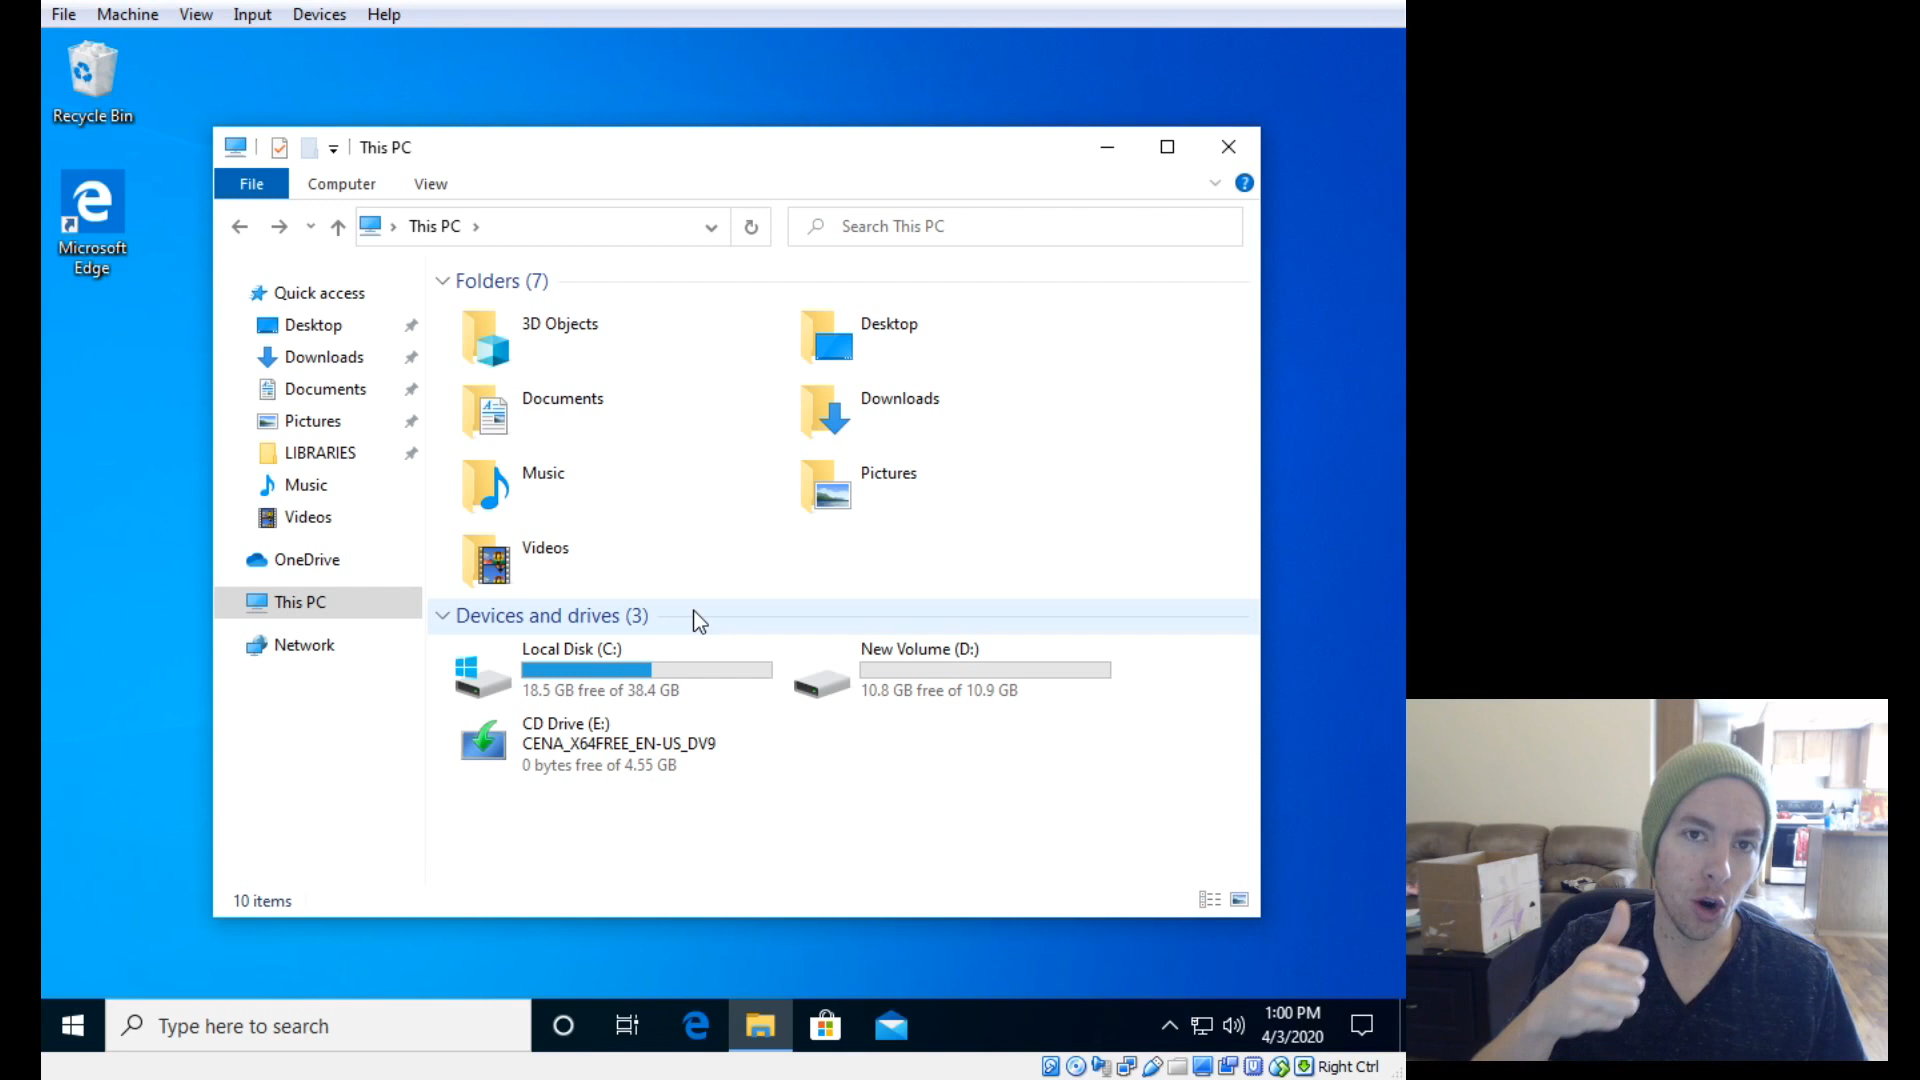 File Machine View Input Devices Help
Recycle Bin
Microsoft
Edge
This PC
File Computer View
This PC
Search This PC
Quick access
Desktop
Downloads
Documents
Pictures
LIBRARIES
Music
Videos
OneDrive
This PC
Network
Folders (7)
3D Objects
Desktop
Documents
Downloads
Music
Pictures
Videos
Devices and drives (3)
Local Disk (C:)
18.5 GB free of 38.4 GB
New Volume (D:)
10.8 GB free of 10.9 GB
CD Drive (E:)
CENA_X64FREE_EN-US_DV9
0 bytes free of 4.55 GB
10 items
Type here to search
1:00 PM
4/3/2020
Right Ctrl